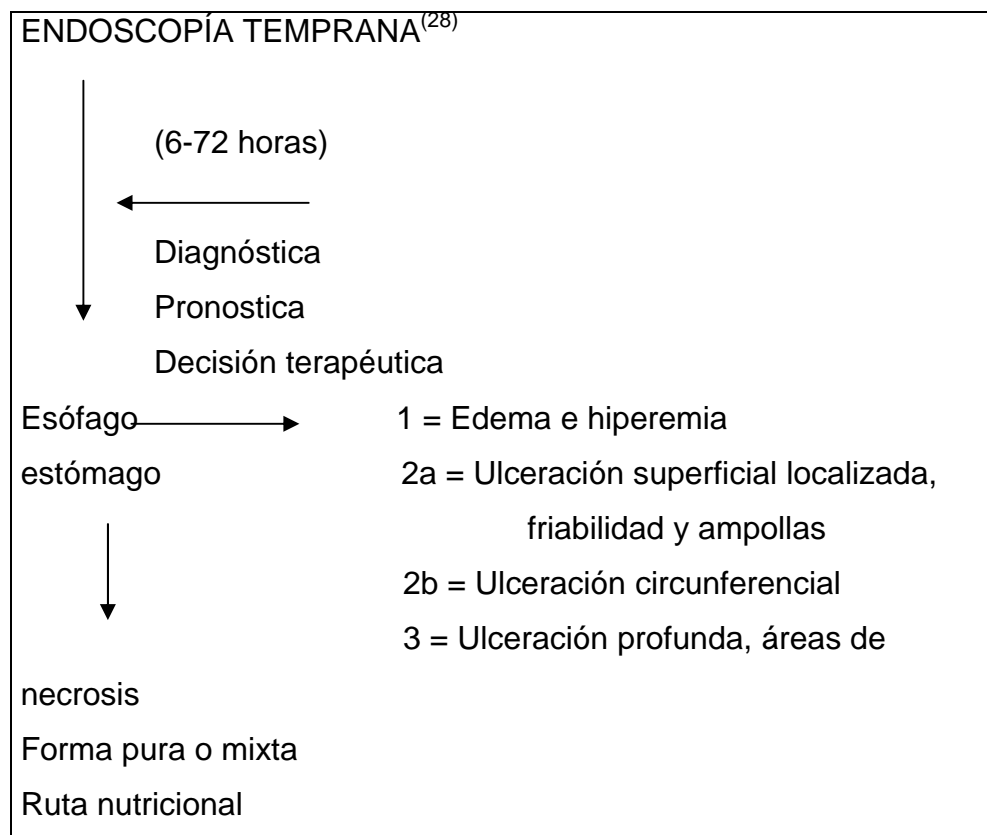 ENDOSCOPÍA TEMPRANA(28)
(6-72 horas)
Diagnóstica
Pronostica
Decisión terapéutica
Esófago 1 = Edema e hiperemia
estómago 2a = Ulceración superficial localizada,
friabilidad y ampollas
2b = Ulceración circunferencial
3 = Ulceración profunda, áreas de
necrosis
Forma pura o mixta
Ruta nutricional